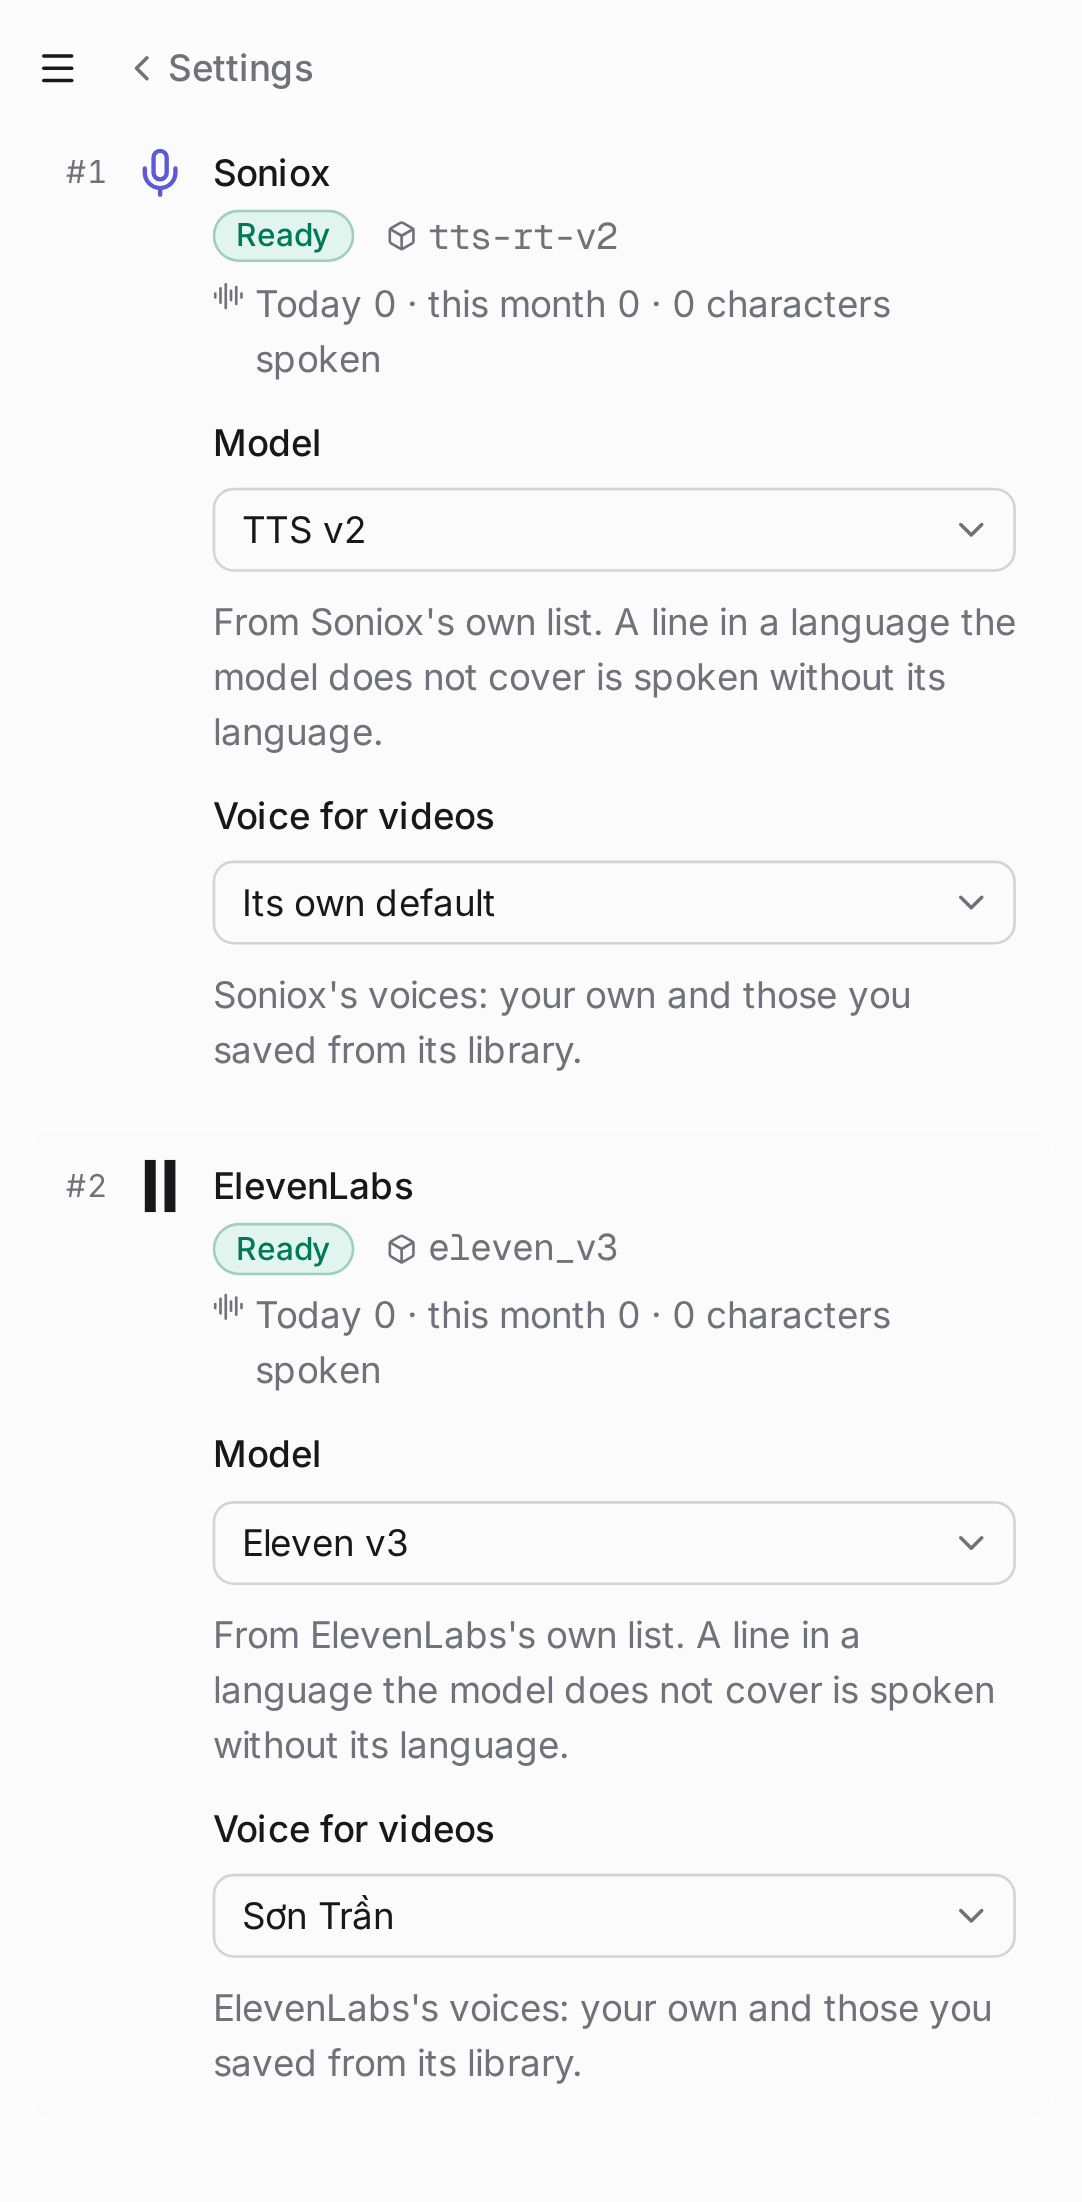 Settings
#1 Soniox
Ready tts-rt-v2
Today 0 · this month 0 · 0 characters
spoken
Model
TTS v2
From Soniox's own list. A line in a language the
model does not cover is spoken without its
language.
Voice for videos
Its own default
Soniox's voices: your own and those you
saved from its library.
#2 ElevenLabs
Ready eleven_v3
Today 0 · this month 0 · 0 characters
spoken
Model
Eleven v3
From ElevenLabs's own list. A line in a
language the model does not cover is spoken
without its language.
Voice for videos
Sơn Trần
ElevenLabs's voices: your own and those you
saved from its library.